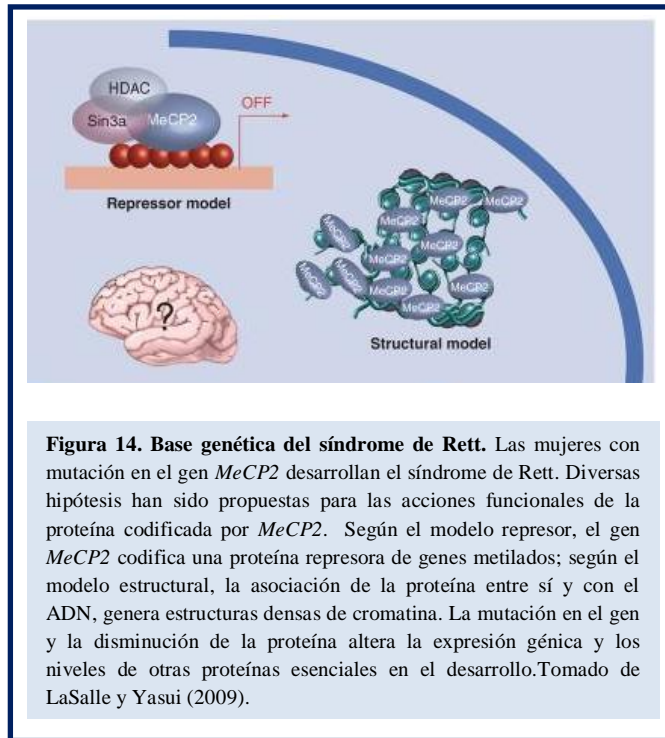 HDAC
Sin3a MeCP2
OFF
Repressor model
MeCP2 MeCP2
MeCP2
MeCP2 MeCP2
MeCP2 MeCP2
MeCP2 MeCP2 MeCP2
MeCP2
?
Structural model
Figura 14. Base genética del síndrome de Rett. Las mujeres con
mutación en el gen MeCP2 desarrollan el síndrome de Rett. Diversas
hipótesis han sido propuestas para las acciones funcionales de la
proteína codificada por MeCP2. Según el modelo represor, el gen
MeCP2 codifica una proteína represora de genes metilados; según el
modelo estructural, la asociación de la proteína entre sí y con el
ADN, genera estructuras densas de cromatina. La mutación en el gen
y la disminución de la proteína altera la expresión génica y los
niveles de otras proteínas esenciales en el desarrollo.Tomado de
LaSalle y Yasui (2009).